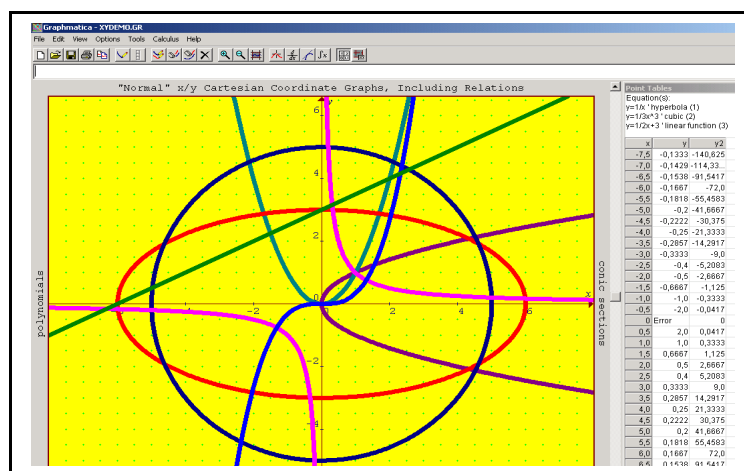 Graphmatica - XYDEMO.GR
File Edit View Options Tools Calculus Help
"Normal" x/y Cartesian Coordinate Graphs, Including Relations
polynomials
conic sections
6
y
4
2
0
-2
-4
-2
2
4
6
x
Point Tables
Equation(s):
y=1/x ' hyperbola (1)
y=1/3x^3 ' cubic (2)
y=1/2x+3 ' linear function (3)
x y y2
-7,5 -0,1333 -140,625
-7,0 -0,1429 -114,33...
-6,5 -0,1538 -91,5417
-6,0 -0,1667 -72,0
-5,5 -0,1818 -55,4583
-5,0 -0,2 -41,6667
-4,5 -0,2222 -30,375
-4,0 -0,25 -21,3333
-3,5 -0,2857 -14,2917
-3,0 -0,3333 -9,0
-2,5 -0,4 -5,2083
-2,0 -0,5 -2,6667
-1,5 -0,6667 -1,125
-1,0 -1,0 -0,3333
-0,5 -2,0 -0,0417
0 Error 0
0,5 2,0 0,0417
1,0 1,0 0,3333
1,5 0,6667 1,125
2,0 0,5 2,6667
2,5 0,4 5,2083
3,0 0,3333 9,0
3,5 0,2857 14,2917
4,0 0,25 21,3333
4,5 0,2222 30,375
5,0 0,2 41,6667
5,5 0,1818 55,4583
6,0 0,1667 72,0
6,5 0,1538 91,5417